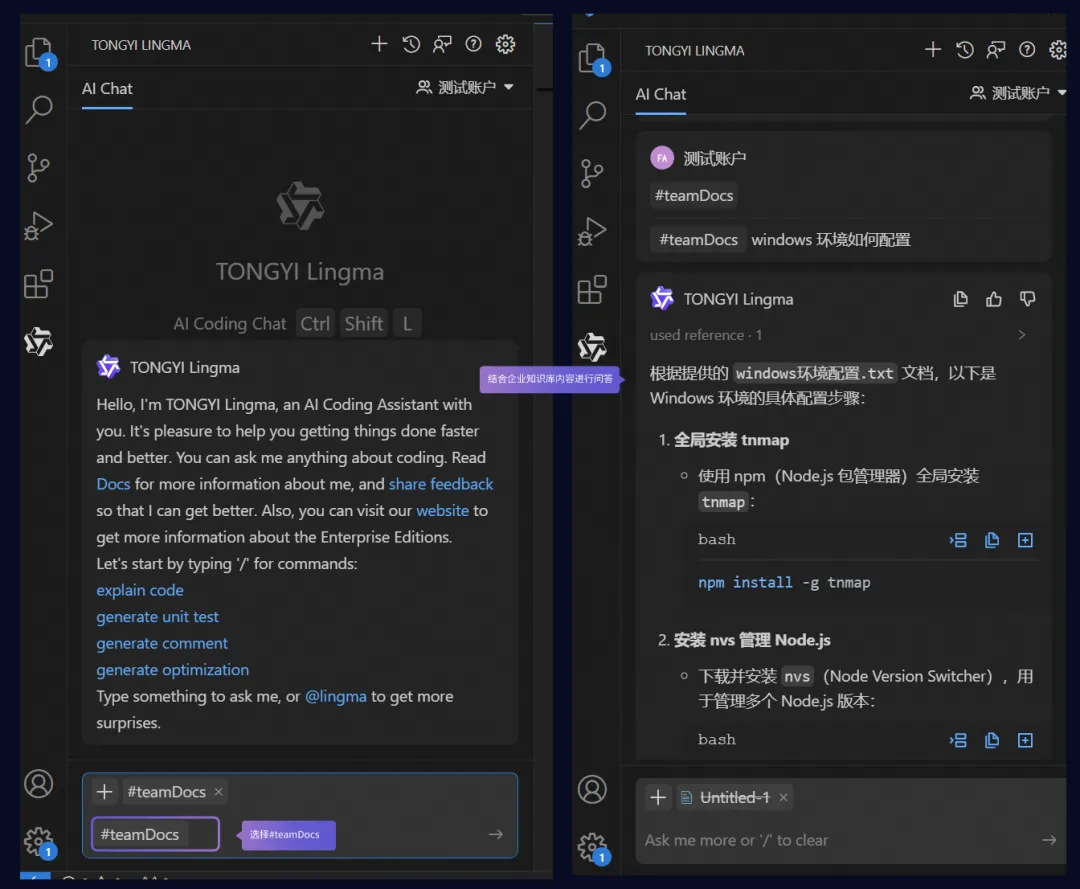 TONGYI LINGMA
AI Chat
测试账户
TONGYI Lingma
AI Coding Chat Ctrl Shift L
TONGYI Lingma
Hello, I'm TONGYI Lingma, an AI Coding Assistant with
you. It's pleasure to help you getting things done faster
and better. You can ask me anything about coding. Read
Docs for more information about me, and share feedback
so that I can get better. Also, you can visit our website to
get more information about the Enterprise Editions.
Let's start by typing '/' for commands:
explain code
generate unit test
generate comment
generate optimization
Type something to ask me, or @lingma to get more
surprises.
#teamDocs ×
#teamDocs
选择#teamDocs
1
1
TONGYI LINGMA
AI Chat
测试账户
FA 测试账户
#teamDocs
#teamDocs windows 环境如何配置
TONGYI Lingma
used reference · 1
结合企业知识库内容进行问答
根据提供的 windows环境配置.txt 文档，以下是
Windows 环境的具体配置步骤：
1. 全局安装 tnmap
使用 npm（Node.js 包管理器）全局安装
tnmap：
bash
npm install -g tnmap
2. 安装 nvs 管理 Node.js
下载并安装 nvs （Node Version Switcher），用
于管理多个 Node.js 版本：
bash
Untitled-1 ×
Ask me more or '/' to clear
1
1